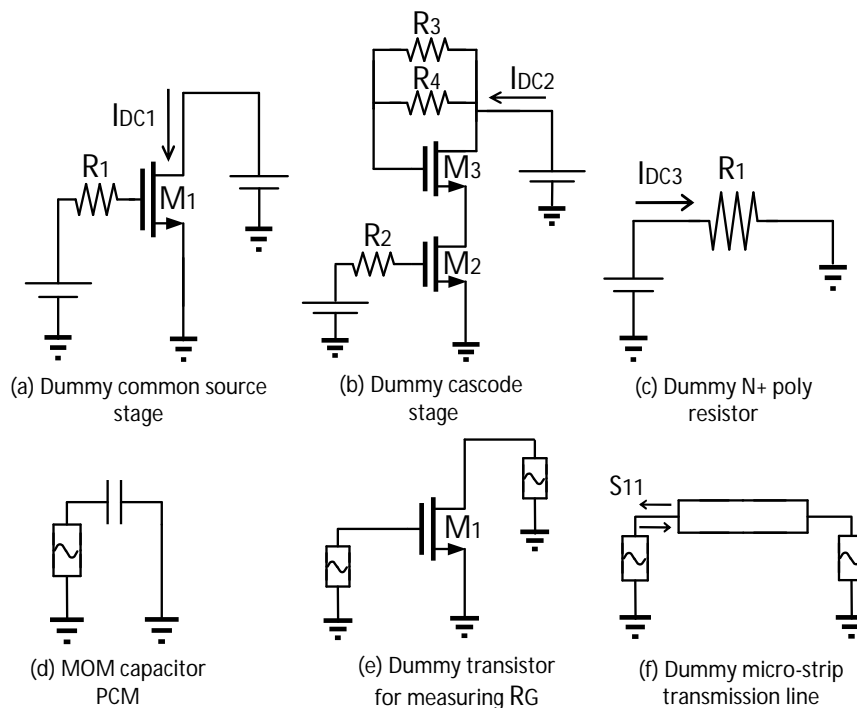 R3
R4
IDC2
IDC1
M3
R1
M1
R2
M2
IDC3
R1
(a) Dummy common source
stage
(b) Dummy cascode
stage
(c) Dummy N+ poly
resistor
M1
S11
(d) MOM capacitor
PCM
(e) Dummy transistor
for measuring RG
(f) Dummy micro-strip
transmission line